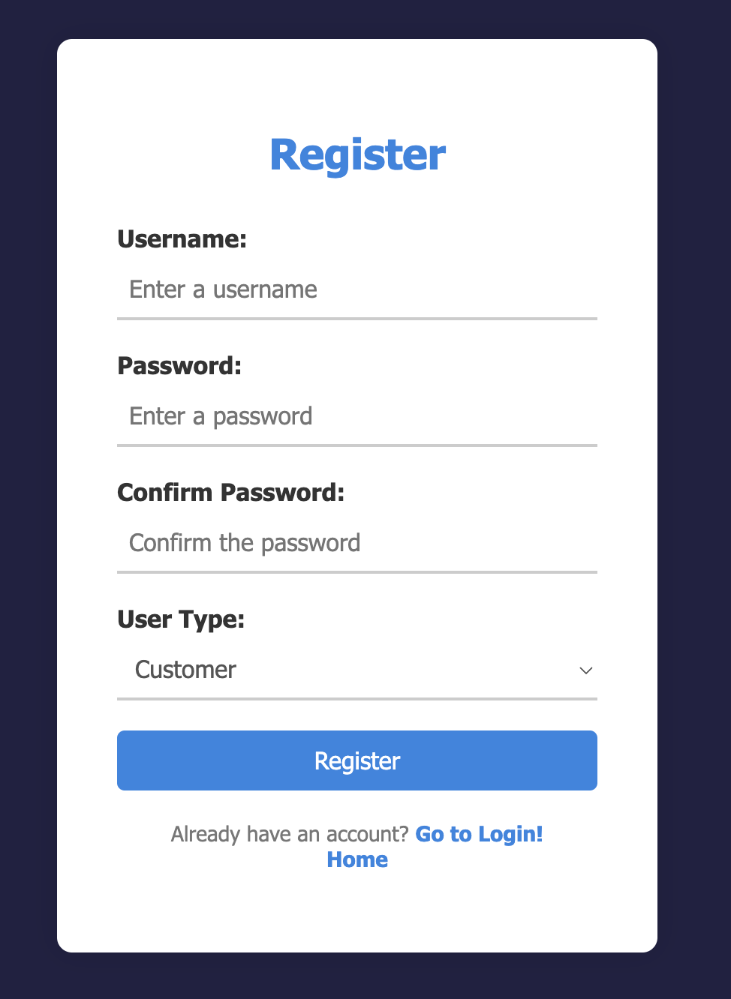 Register
Username:
Enter a username
Password:
Enter a password
Confirm Password:
Confirm the password
User Type:
Customer
Register
Already have an account? Go to Login!
Home